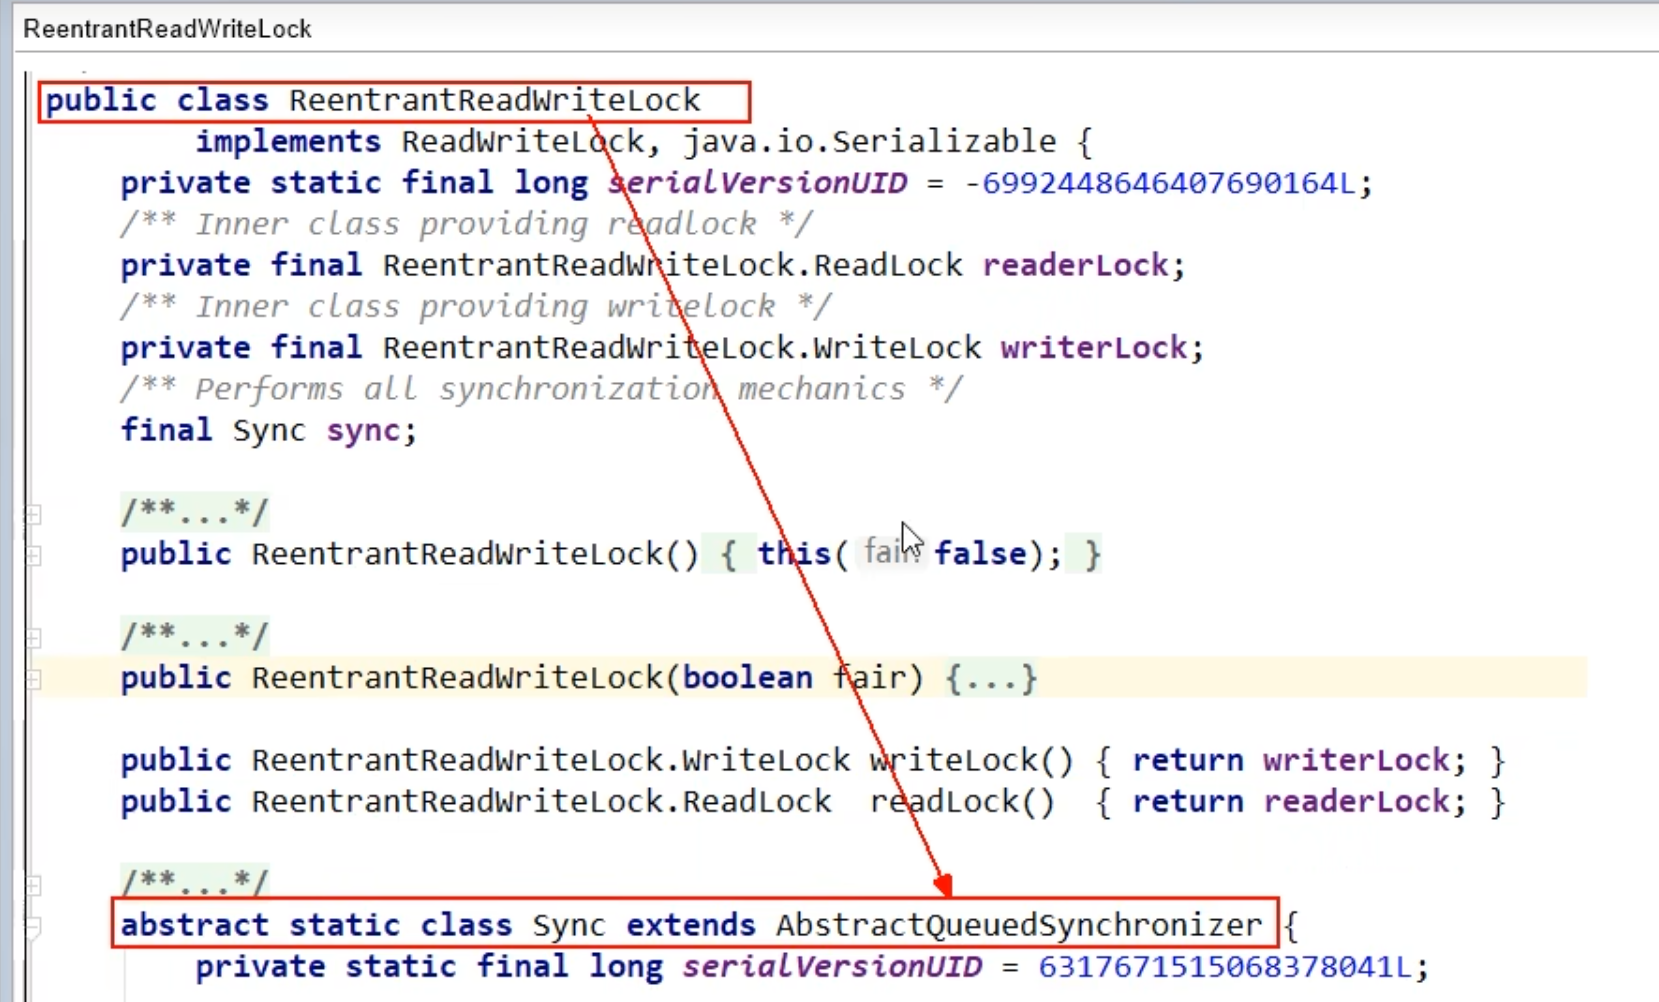 ReentrantReadWriteLock
public class ReentrantReadWriteLock
implements ReadWriteLock, java.io.Serializable {
private static final long serialVersionUID = -6992448646407690164L;
/** Inner class providing readlock */
private final ReentrantReadWriteLock.ReadLock readerLock;
/** Inner class providing writelock */
private final ReentrantReadWriteLock.WriteLock writerLock;
/** Performs all synchronization mechanics */
final Sync sync;
/**...*/
public ReentrantReadWriteLock() { this( fair: false); }
/**...*/
public ReentrantReadWriteLock(boolean fair) {...}
public ReentrantReadWriteLock.WriteLock writeLock() { return writerLock; }
public ReentrantReadWriteLock.ReadLock readLock() { return readerLock; }
/**...*/
abstract static class Sync extends AbstractQueuedSynchronizer {
private static final long serialVersionUID = 6317671515068378041L;